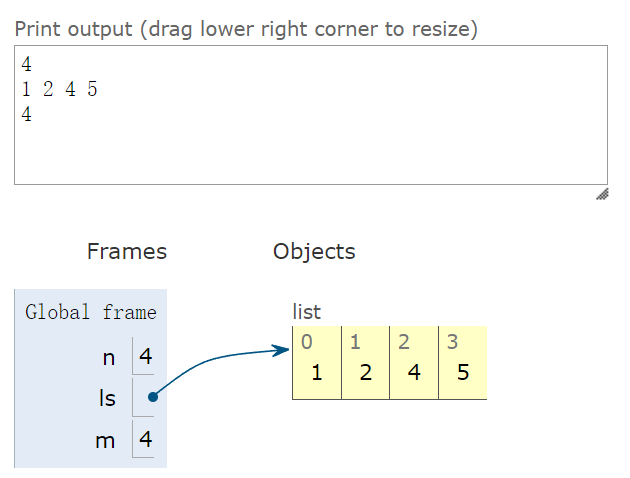 Print output (drag lower right corner to resize)
4
1 2 4 5
4
Frames
Objects
Global frame
n 4
ls
m 4
list
0 1 2 3
1 2 4 5